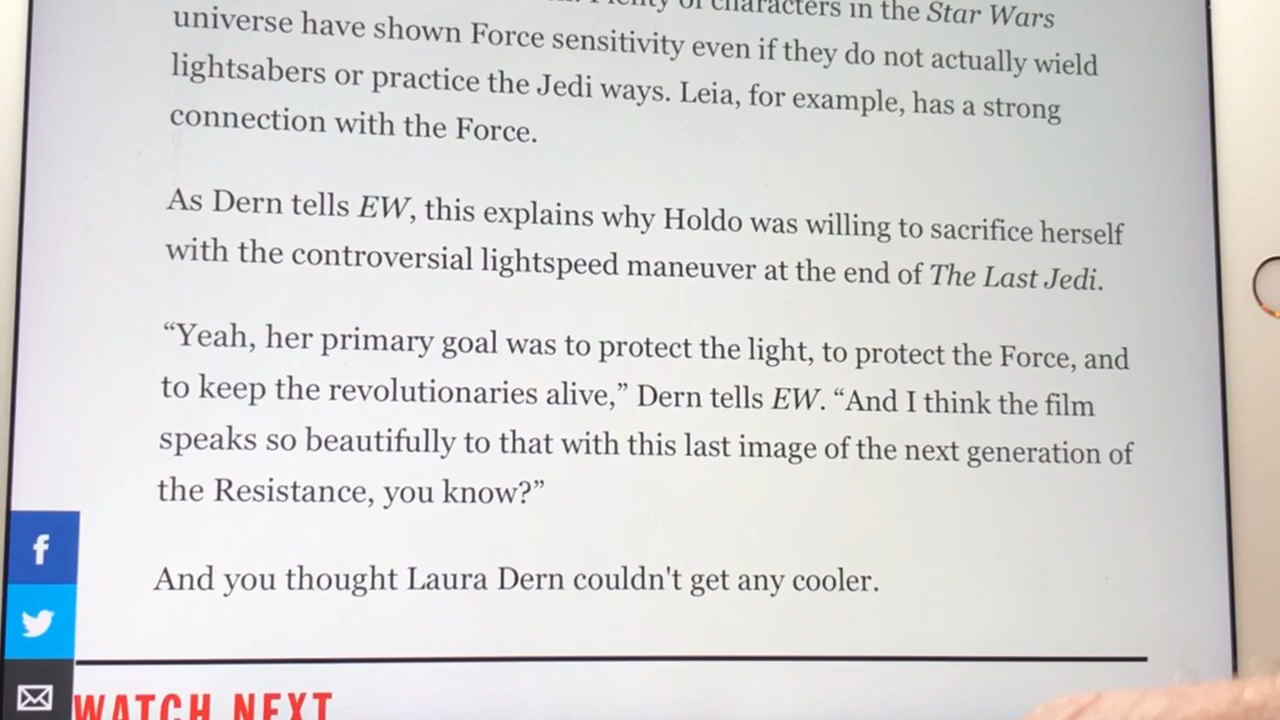 characters in the Star Wars
universe have shown Force sensitivity even if they do not actually wield
lightsabers or practice the Jedi ways. Leia, for example, has a strong
connection with the Force.
As Dern tells EW, this explains why Holdo was willing to sacrifice herself
with the controversial lightspeed maneuver at the end of The Last Jedi.
“Yeah, her primary goal was to protect the light, to protect the Force, and
to keep the revolutionaries alive,” Dern tells EW. “And I think the film
speaks so beautifully to that with this last image of the next generation of
the Resistance, you know?”
And you thought Laura Dern couldn't get any cooler.
f
WATCH NEXT